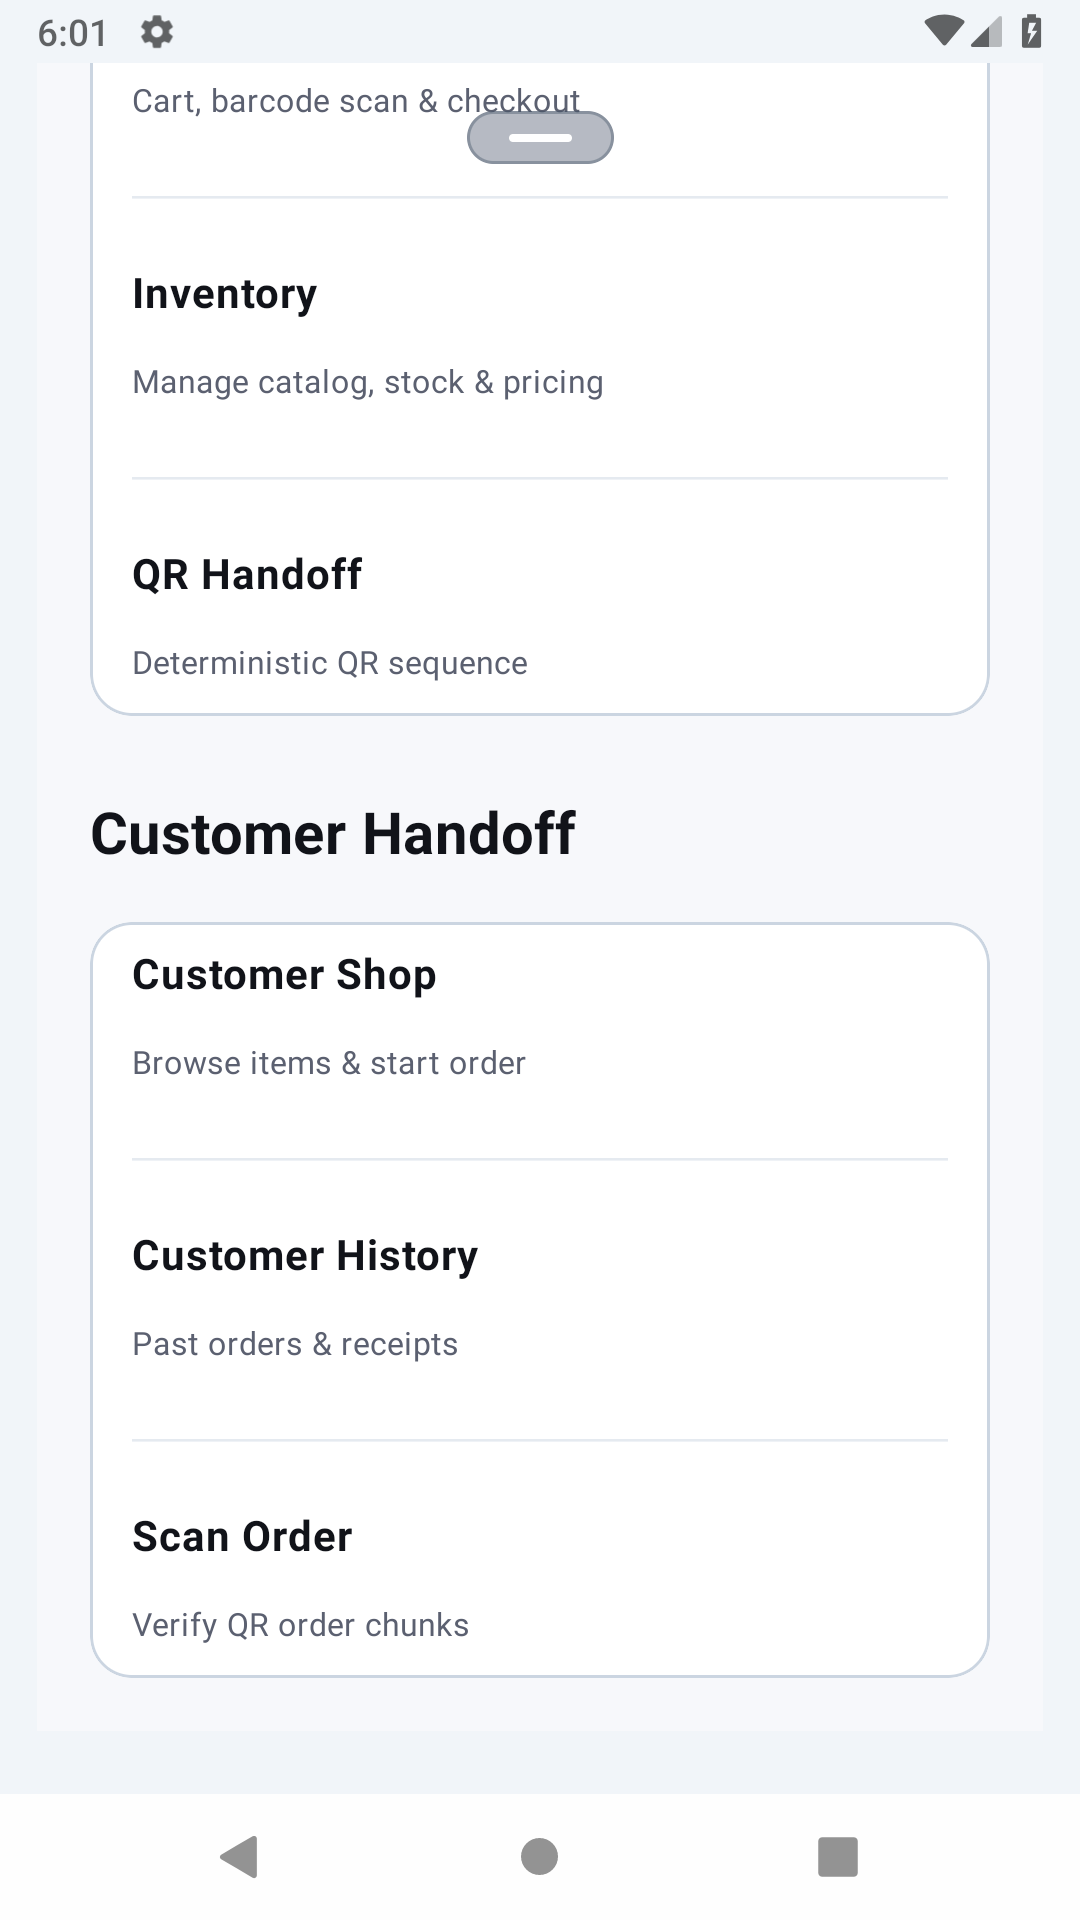 6:01
Cart, barcode scan & checkout
Inventory
Manage catalog, stock & pricing
QR Handoff
Deterministic QR sequence
Customer Handoff
Customer Shop
Browse items & start order
Customer History
Past orders & receipts
Scan Order
Verify QR order chunks